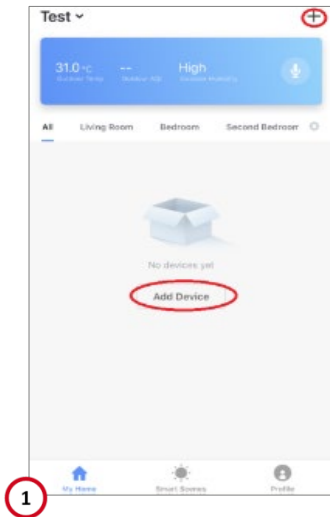 Test
31.0 °C -- High
Outdoor Temp Outdoor AQI Outdoor Humidity
All Living Room Bedroom Second Bedroom
No devices yet
Add Device
My Home Smart Scenes Profile
1